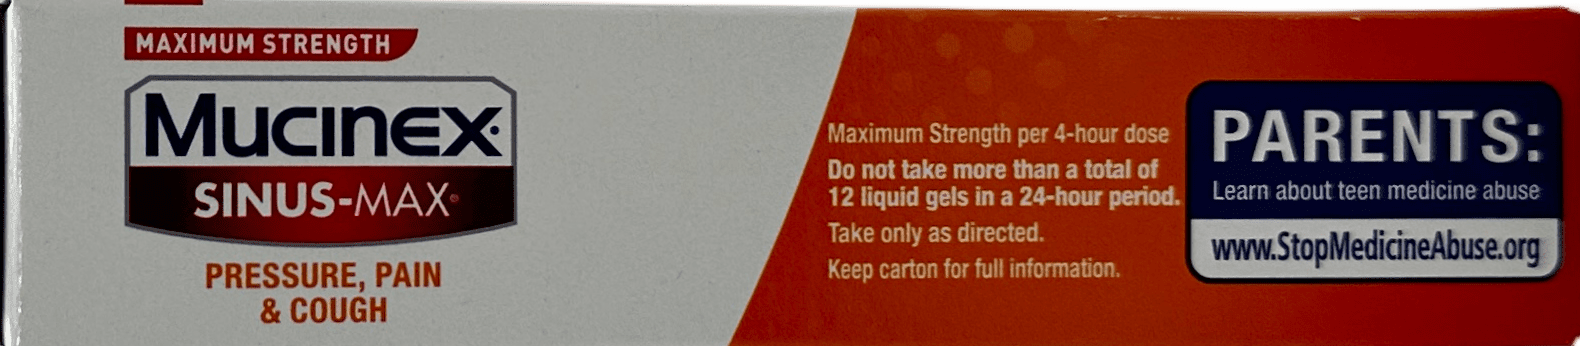 MAXIMUM STRENGTH
Mucinex
SINUS-MAX®
PRESSURE, PAIN
& COUGH
Maximum Strength per 4-hour dose
Do not take more than a total of
12 liquid gels in a 24-hour period.
Take only as directed.
Keep carton for full information.
PARENTS:
Learn about teen medicine abuse
www.StopMedicineAbuse.org